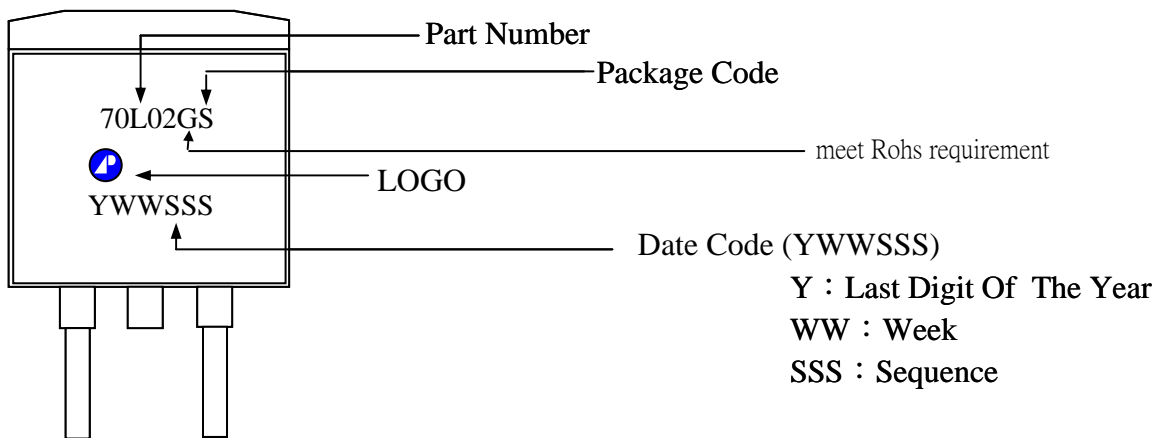 Part Number
Package Code
70L02GS
meet Rohs requirement
LOGO
YWWSSS
Date Code (YWWSSS)
Y：Last Digit Of The Year
WW：Week
SSS：Sequence